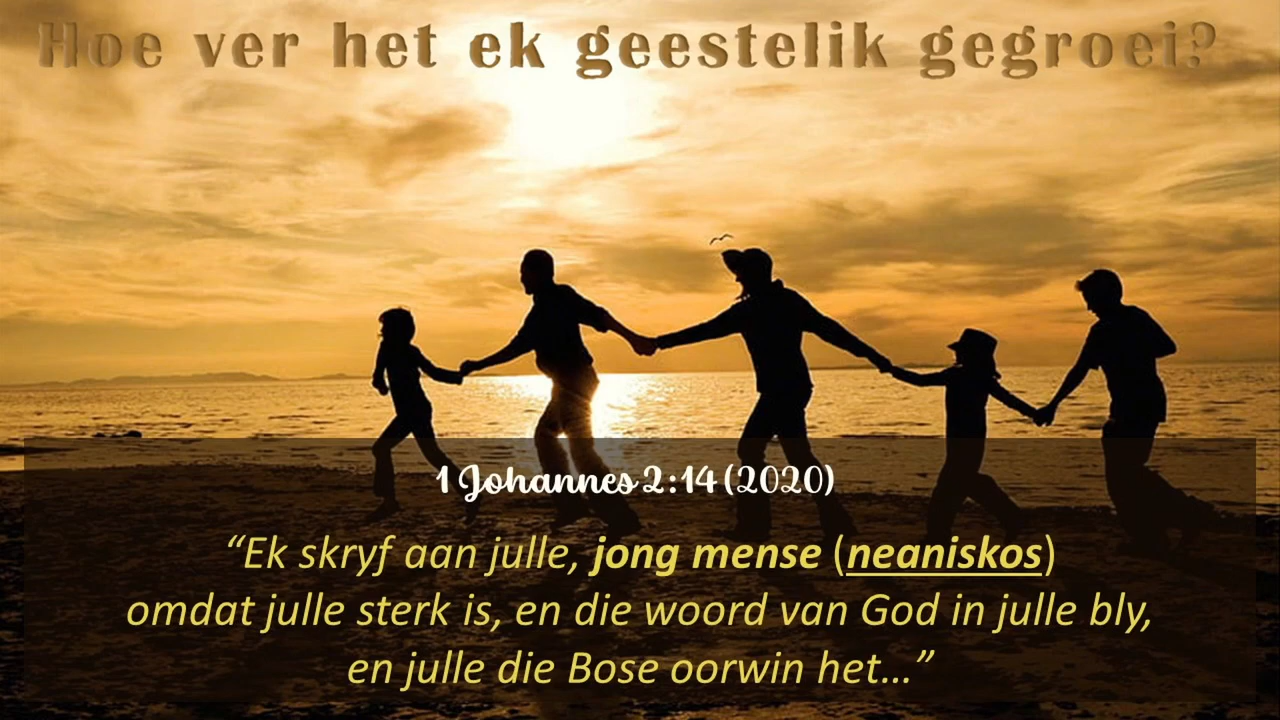 Hoe ver het ek geestelik gegroei?
1 Johannes 2:14 (2020)
“Ek skryf aan julle, jong mense (neaniskos)
omdat julle sterk is, en die woord van God in julle bly,
en julle die Bose oorwin het…”